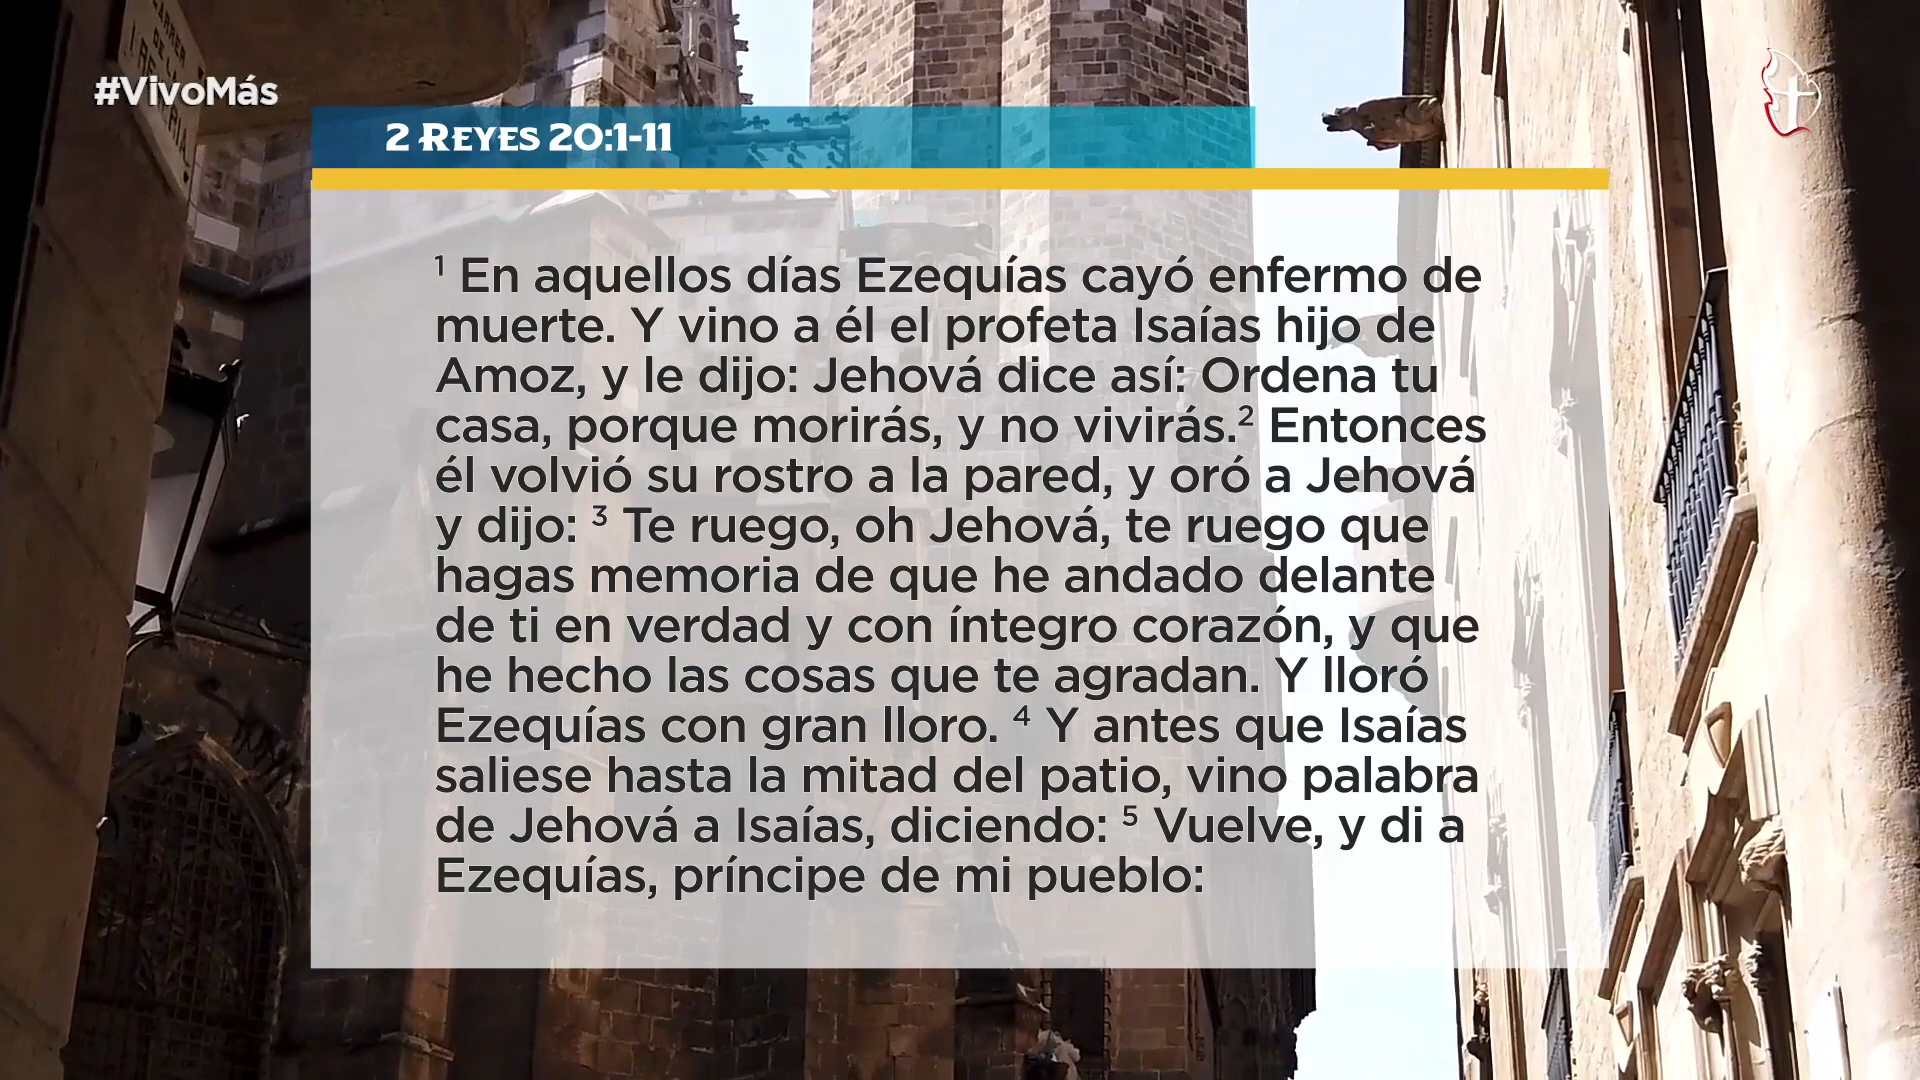 CARRER
DE LA
#VivoMás
2 REYES 20:1-11
¹ En aquellos días Ezequías cayó enfermo de
muerte. Y vino a él el profeta Isaías hijo de
Amoz, y le dijo: Jehová dice así: Ordena tu
casa, porque morirás, y no vivirás.² Entonces
él volvió su rostro a la pared, y oró a Jehová
y dijo: ³ Te ruego, oh Jehová, te ruego que
hagas memoria de que he andado delante
de ti en verdad y con íntegro corazón, y que
he hecho las cosas que te agradan. Y lloró
Ezequías con gran lloro. ⁴ Y antes que Isaías
saliese hasta la mitad del patio, vino palabra
de Jehová a Isaías, diciendo: ⁵ Vuelve, y di a
Ezequías, príncipe de mi pueblo: